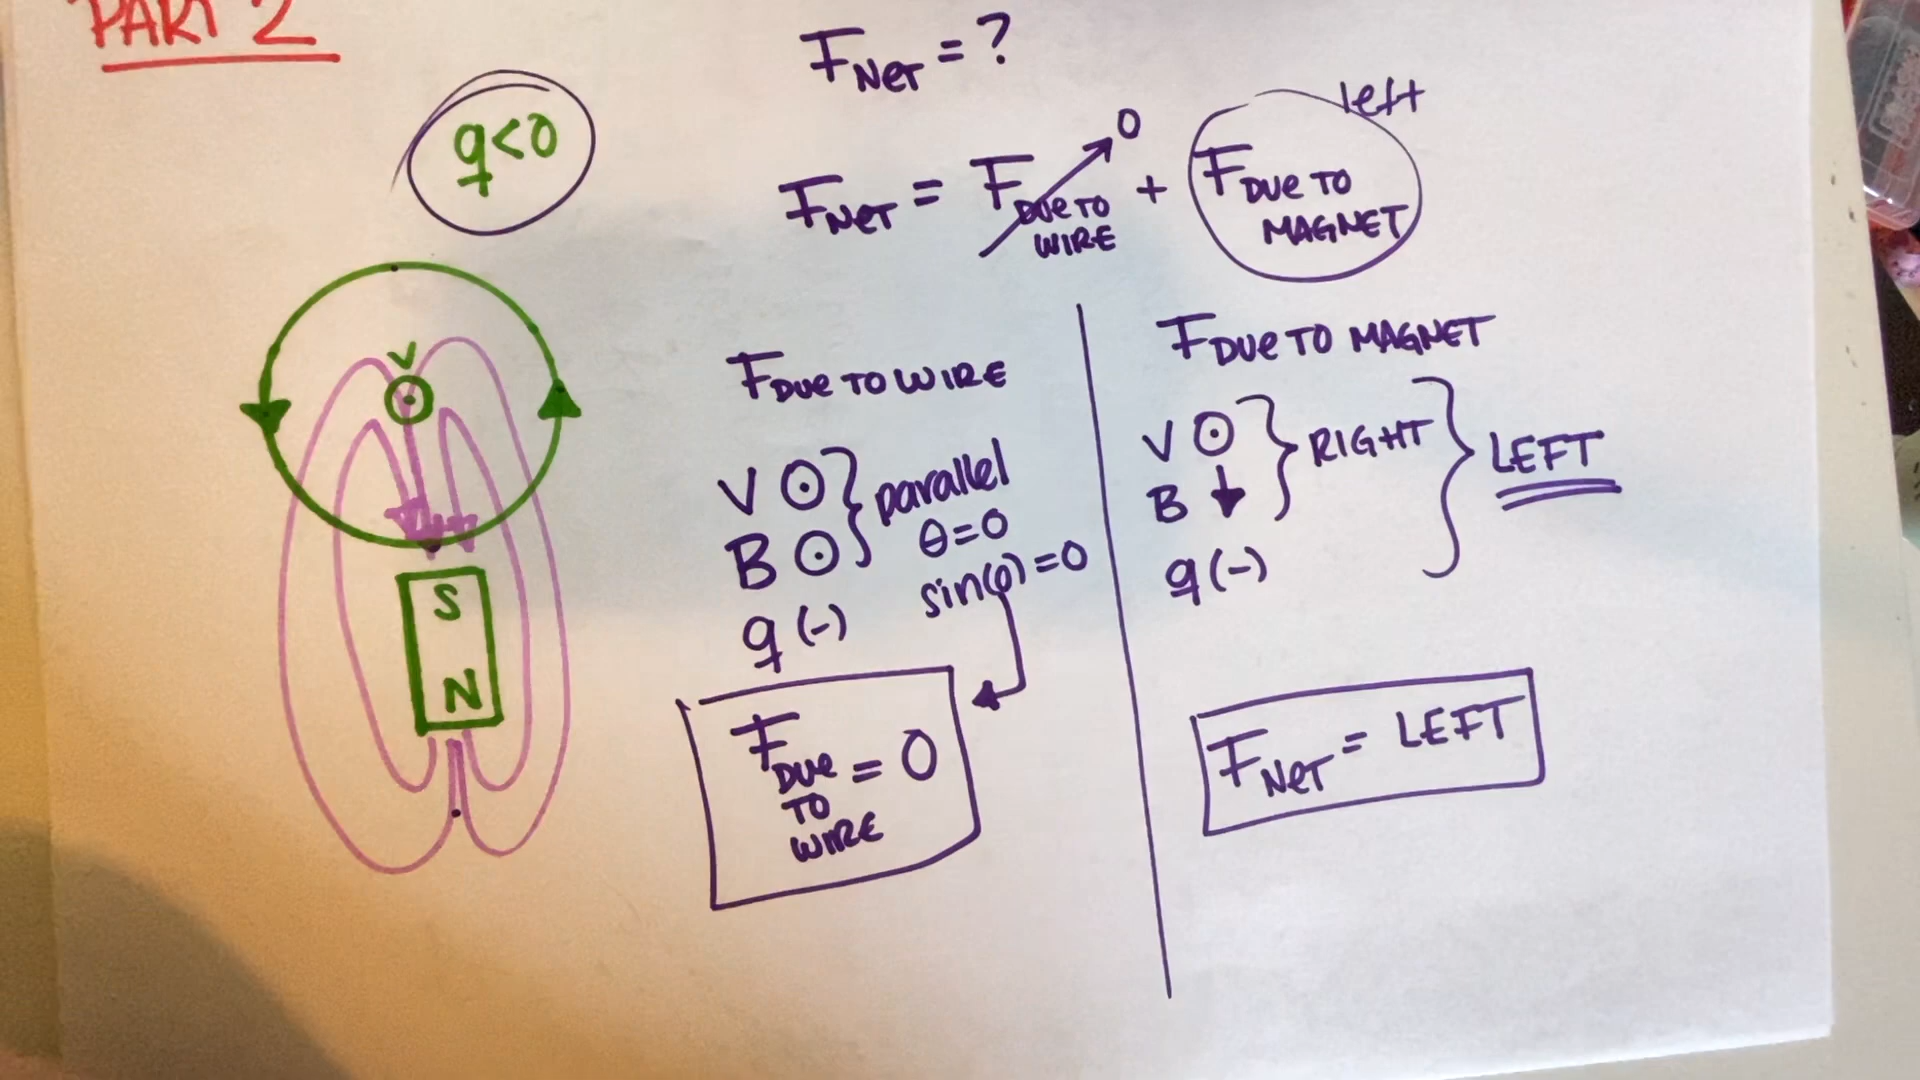 PART 2
FNET = ?
q<0
left
FNET = FDUE TO WIRE → 0 + FDUE TO MAGNET
V
S
N
FDUE TO WIRE
V ⊙ } parallel
B ⊙ θ=0
q (-) sin(0)=0
FDUE TO WIRE = 0
FDUE TO MAGNET
V ⊙ } RIGHT } LEFT
B ↓
q (-)
FNET = LEFT